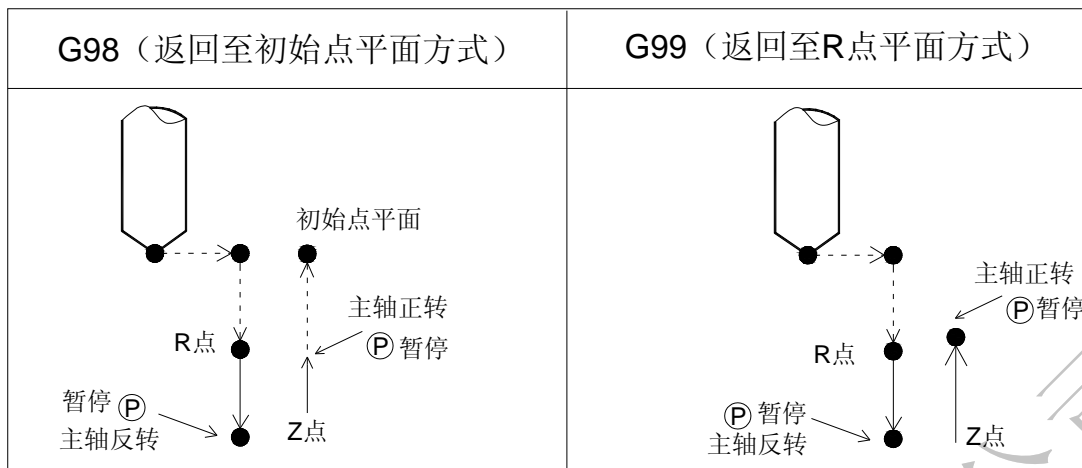 G98（返回至初始点平面方式）
G99（返回至R点平面方式）
初始点平面
主轴正转
Ⓟ 暂停
R点
暂停 Ⓟ
主轴反转
Z点
主轴正转
Ⓟ暂停
R点
Ⓟ 暂停
主轴反转
Z点